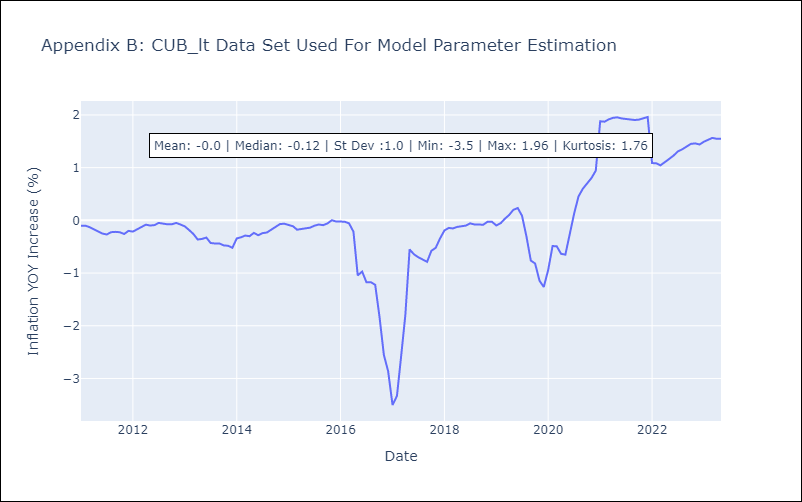 Appendix B: CUB_lt Data Set Used For Model Parameter Estimation
2
Mean: -0.0 | Median: -0.12 | St Dev :1.0 | Min: -3.5 | Max: 1.96 | Kurtosis: 1.76
1
0
−1
−2
−3
Inflation YOY Increase (%)
2012 2014 2016 2018 2020 2022
Date